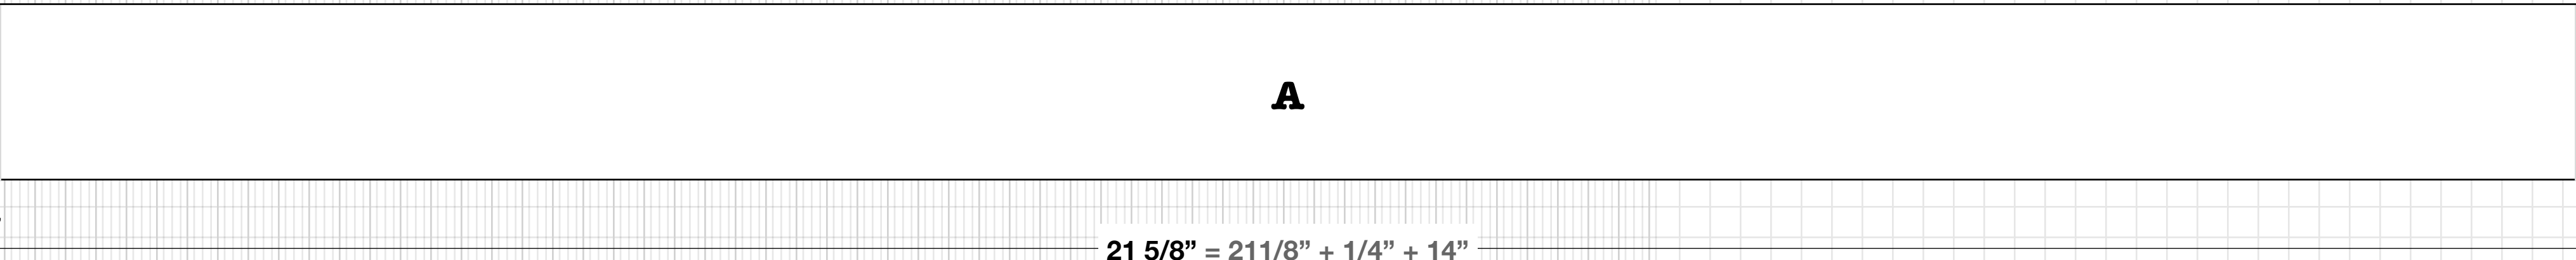 A
21 5/8” = 211/8” + 1/4” + 14”